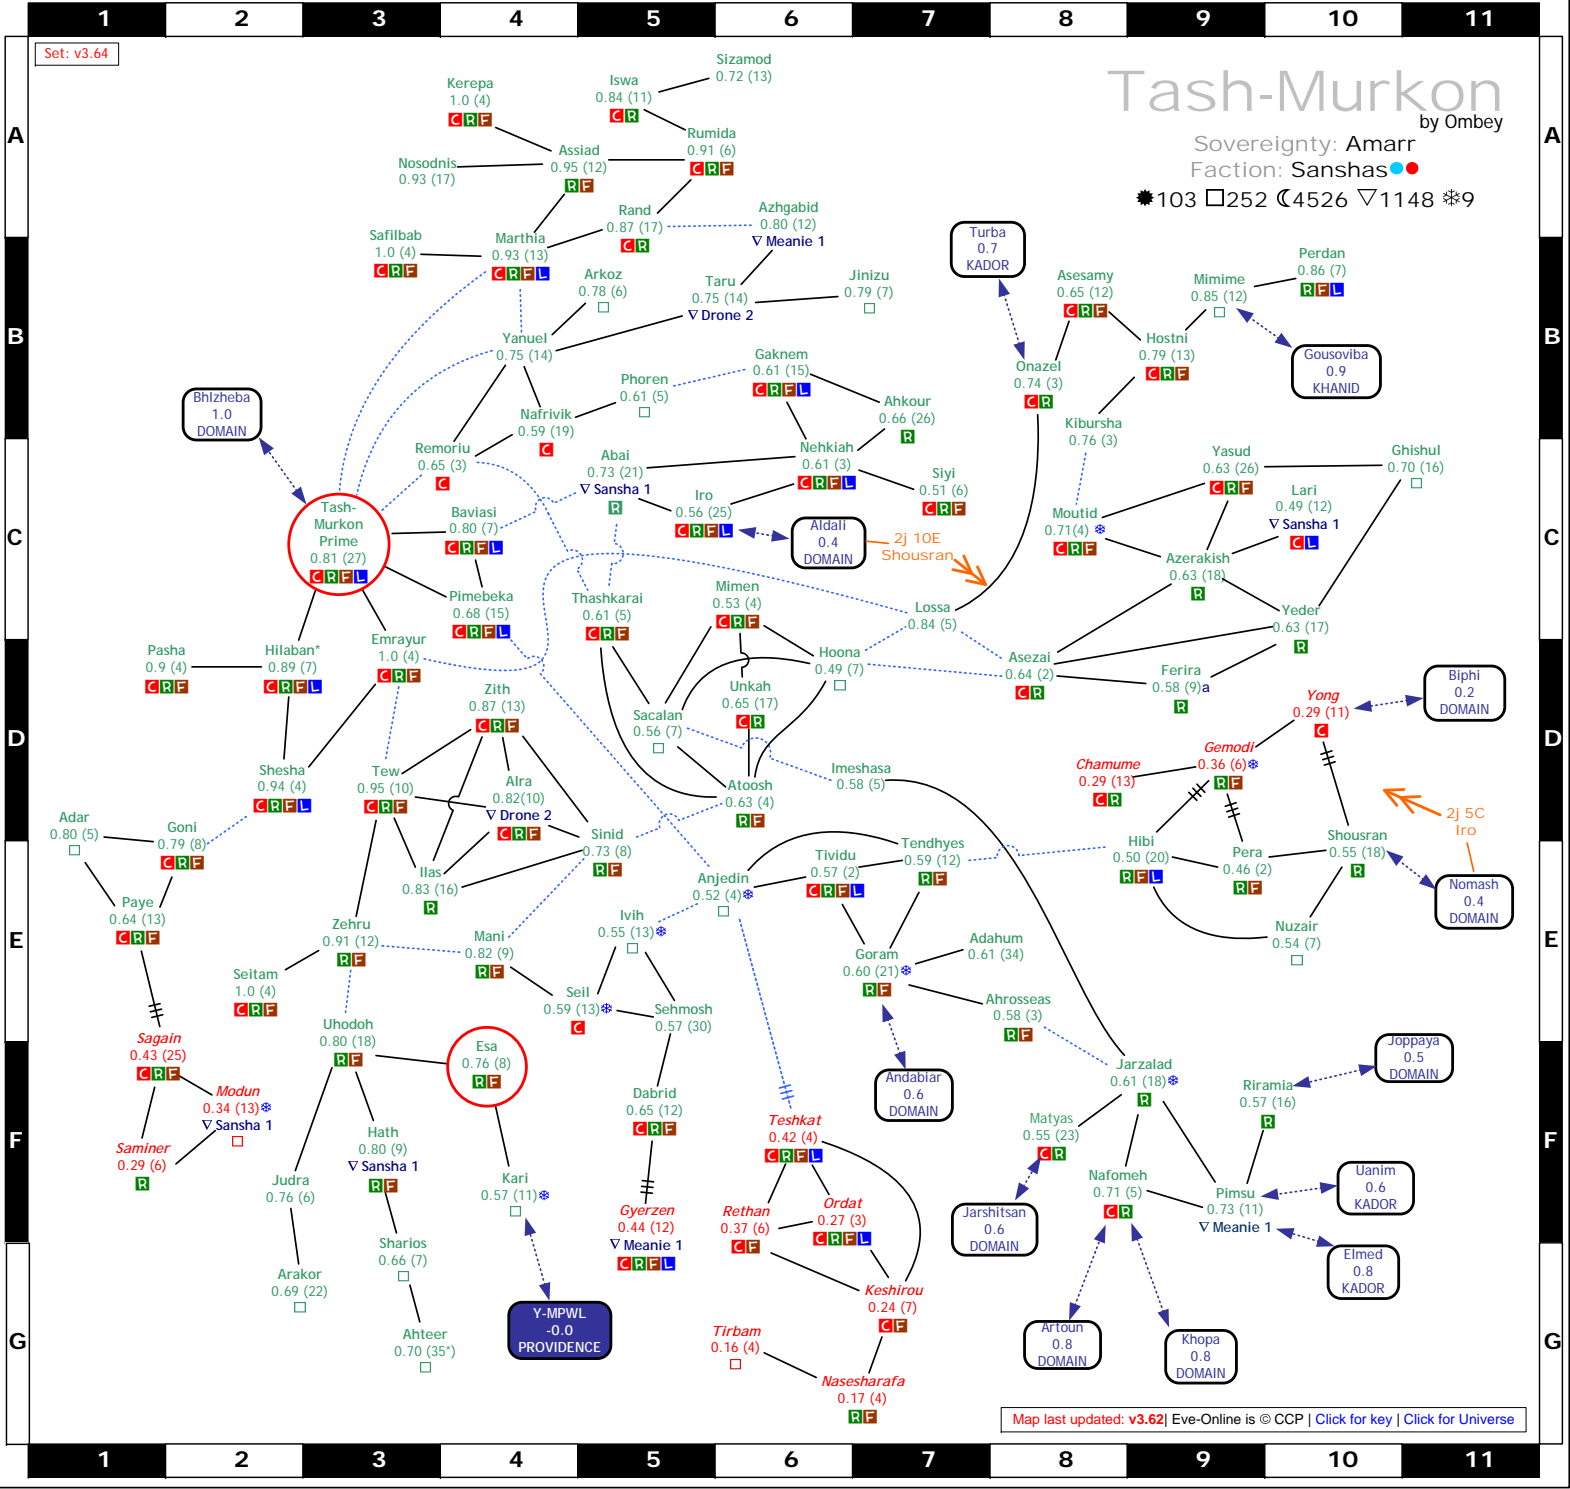 1 2 3 4 5 6 7 8 9 10 11
Set: v3.64
Tash-Murkon
by Ombey
Sovereignty: Amarr
Faction: Sanshas
103 252 4526 1148 9
A
A
Sizamod
0.72 (13)
Kerepa
1.0 (4)
C R F
Iswa
0.84 (11)
C R
Rumida
0.91 (6)
C R F
Assiad
0.95 (12)
R F
Nosodnis
0.93 (17)
Rand
0.87 (17)
C R
Azhgabid
0.80 (12)
Meanie 1
Safilbab
1.0 (4)
C R F
Marthia
0.93 (13)
C R F L
Turba
0.7
KADOR
B
B
Arkoz
0.78 (6)
Taru
0.75 (14)
Drone 2
Jinizu
0.79 (7)
Asesamy
0.65 (12)
C R F
Mimime
0.85 (12)
Perdan
0.86 (7)
R F L
Yanuel
0.75 (14)
Gaknem
0.61 (15)
C R F L
Hostni
0.79 (13)
C R F
Gousoviba
0.9
KHANID
Onazel
0.74 (3)
C R
Phoren
0.61 (5)
Bhlzheba
1.0
DOMAIN
Nafrivik
0.59 (19)
C
Ahkour
0.66 (26)
R
Kibursha
0.76 (3)
C
C
Remoriu
0.65 (3)
C
Abai
0.73 (21)
Sansha 1
R
Nehkiah
0.61 (3)
C R F L
Siyi
0.51 (6)
C R F
Yasud
0.63 (26)
C R F
Ghishul
0.70 (16)
Lari
0.49 (12)
Sansha 1
C L
Tash-
Murkon
Prime
0.81 (27)
C R F L
Baviasi
0.80 (7)
C R F L
Iro
0.56 (25)
C R F L
Aldali
0.4
DOMAIN
2j 10E
Shousran
Moutid
0.71(4)
C R F
Azerakish
0.63 (18)
R
Pimebeka
0.68 (15)
C R F L
Thashkarai
0.61 (5)
C R F
Mimen
0.53 (4)
C R F
Lossa
0.84 (5)
Yeder
0.63 (17)
R
D
D
Pasha
0.9 (4)
C R F
Hilaban*
0.89 (7)
C R F L
Emrayur
1.0 (4)
C R F
Hoona
0.49 (7)
Asezai
0.64 (2)
C R
Ferira
0.58 (9)a
R
Biphi
0.2
DOMAIN
Zith
0.87 (13)
C R F
Unkah
0.65 (17)
C R
Sacalan
0.56 (7)
Yong
0.29 (11)
C
Gemodi
0.36 (6)
R F
Chamume
0.29 (13)
C R
Shesha
0.94 (4)
C R F L
Tew
0.95 (10)
C R F
Alra
0.82(10)
Drone 2
C R F
Atoosh
0.63 (4)
R F
Imeshasa
0.58 (5)
2j 5C
Iro
Adar
0.80 (5)
Goni
0.79 (8)
C R F
Sinid
0.73 (8)
R F
Tendhyes
0.59 (12)
R F
Hibi
0.50 (20)
R F L
Pera
0.46 (2)
R F
Shousran
0.55 (18)
R
E
E
Ilas
0.83 (16)
R
Anjedin
0.52 (4)
Tividu
0.57 (2)
C R F L
Nomash
0.4
DOMAIN
Paye
0.64 (13)
C R F
Zehru
0.91 (12)
R F
Mani
0.82 (9)
R F
Ivih
0.55 (13)
Goram
0.60 (21)
R F
Adahum
0.61 (34)
Nuzair
0.54 (7)
Seitam
1.0 (4)
C R F
Seil
0.59 (13)
C
Sehmosh
0.57 (30)
Ahrosseas
0.58 (3)
R F
F
F
Sagain
0.43 (25)
C R F
Uhodoh
0.80 (18)
R F
Esa
0.76 (8)
R F
Andabiar
0.6
DOMAIN
Jarzalad
0.61 (18)
R
Joppaya
0.5
DOMAIN
Modun
0.34 (13)
Sansha 1
Dabrid
0.65 (12)
C R F
Teshkat
0.42 (4)
C R F L
Matyas
0.55 (23)
C R
Riramia
0.57 (16)
R
Saminer
0.29 (6)
R
Hath
0.80 (9)
Sansha 1
R F
Judra
0.76 (6)
Kari
0.57 (11)
Gyerzen
0.44 (12)
Meanie 1
C R F L
Rethan
0.37 (6)
C F
Ordat
0.27 (3)
C R F L
Jarshitsan
0.6
DOMAIN
Nafomeh
0.71 (5)
C R
Pimsu
0.73 (11)
Meanie 1
Uanim
0.6
KADOR
G
G
Sharios
0.66 (7)
Arakor
0.69 (22)
Elmed
0.8
KADOR
Keshirou
0.24 (7)
C F
Y-MPWL
-0.0
PROVIDENCE
Ahteer
0.70 (35*)
Tirbam
0.16 (4)
Artoun
0.8
DOMAIN
Khopa
0.8
DOMAIN
Nasesharafa
0.17 (4)
R F
Map last updated: v3.62| Eve-Online is © CCP | Click for key | Click for Universe
1 2 3 4 5 6 7 8 9 10 11